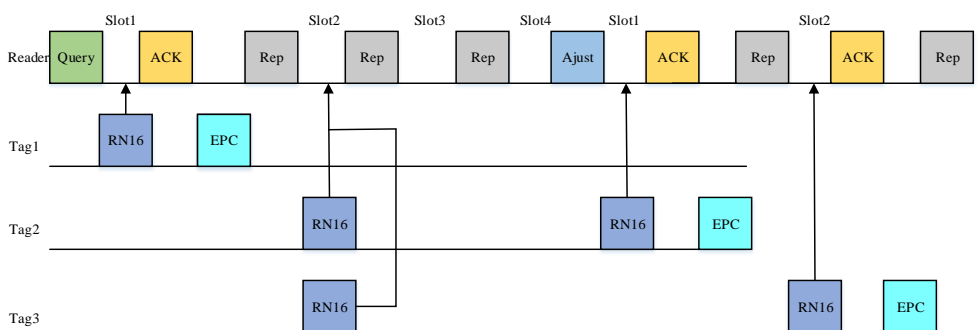 Slot1 Slot2 Slot3 Slot4 Slot1 Slot2
Reader Query ACK Rep Rep Rep Ajust ACK Rep ACK Rep
RN16 EPC
Tag1
RN16 RN16 EPC
Tag2
RN16 EPC
RN16
Tag3